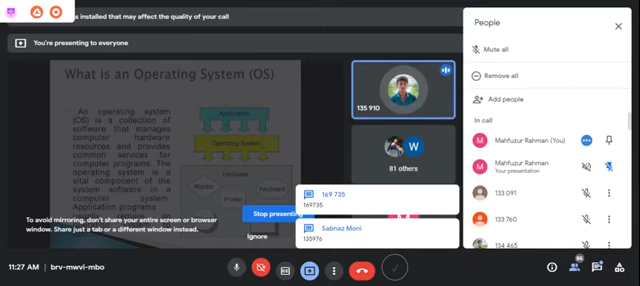 s installed that may affect the quality of your call
You're presenting to everyone
What is an Operating System (OS)
An operating system
(OS) is a collection of
software that manages
computer hardware
resources and provides
common services for
computer programs. The
operating system is a
vital component of the
system software in a
computer system.
Application programs
usually require an
Application
Operating System
Hardware
Monitor
Keyboard
To avoid mirroring, don't share your entire screen or browser
window. Share just a tab or a different window instead.
Stop presenting
Ignore
135 910
W
81 others
169 735
169735
Sabnaz Moni
135976
People
Mute all
Remove all
Add people
In call
M
Mahfuzur Rahman (You)
M
Mahfuzur Rahman
Your presentation
133 091
133 760
134 465
11:27 AM
brv-mwvi-mbo
85